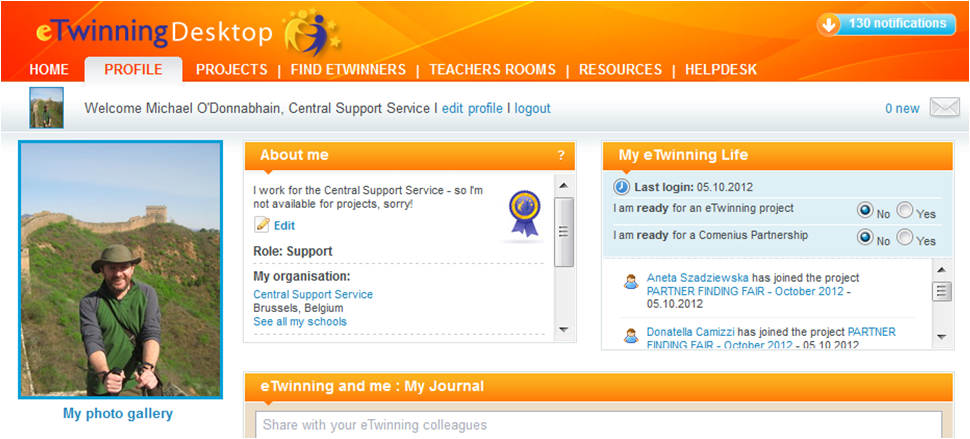 eTwinning Desktop
130 notifications
HOME PROFILE PROJECTS | FIND ETWINNERS | TEACHERS ROOMS | RESOURCES | HELPDESK
Welcome Michael O'Donnabhain, Central Support Service I edit profile I logout
0 new
My photo gallery
About me ?
I work for the Central Support Service - so I'm
not available for projects, sorry!
Edit
Role: Support
My organisation:
Central Support Service
Brussels, Belgium
See all my schools
My eTwinning Life
Last login: 05.10.2012
I am ready for an eTwinning project No Yes
I am ready for a Comenius Partnership No Yes
Aneta Szadziewska has joined the project
PARTNER FINDING FAIR - October 2012 -
05.10.2012
Donatella Camizzi has joined the project PARTNER
FINDING FAIR - October 2012 - 05.10.2012
eTwinning and me : My Journal
Share with your eTwinning colleagues